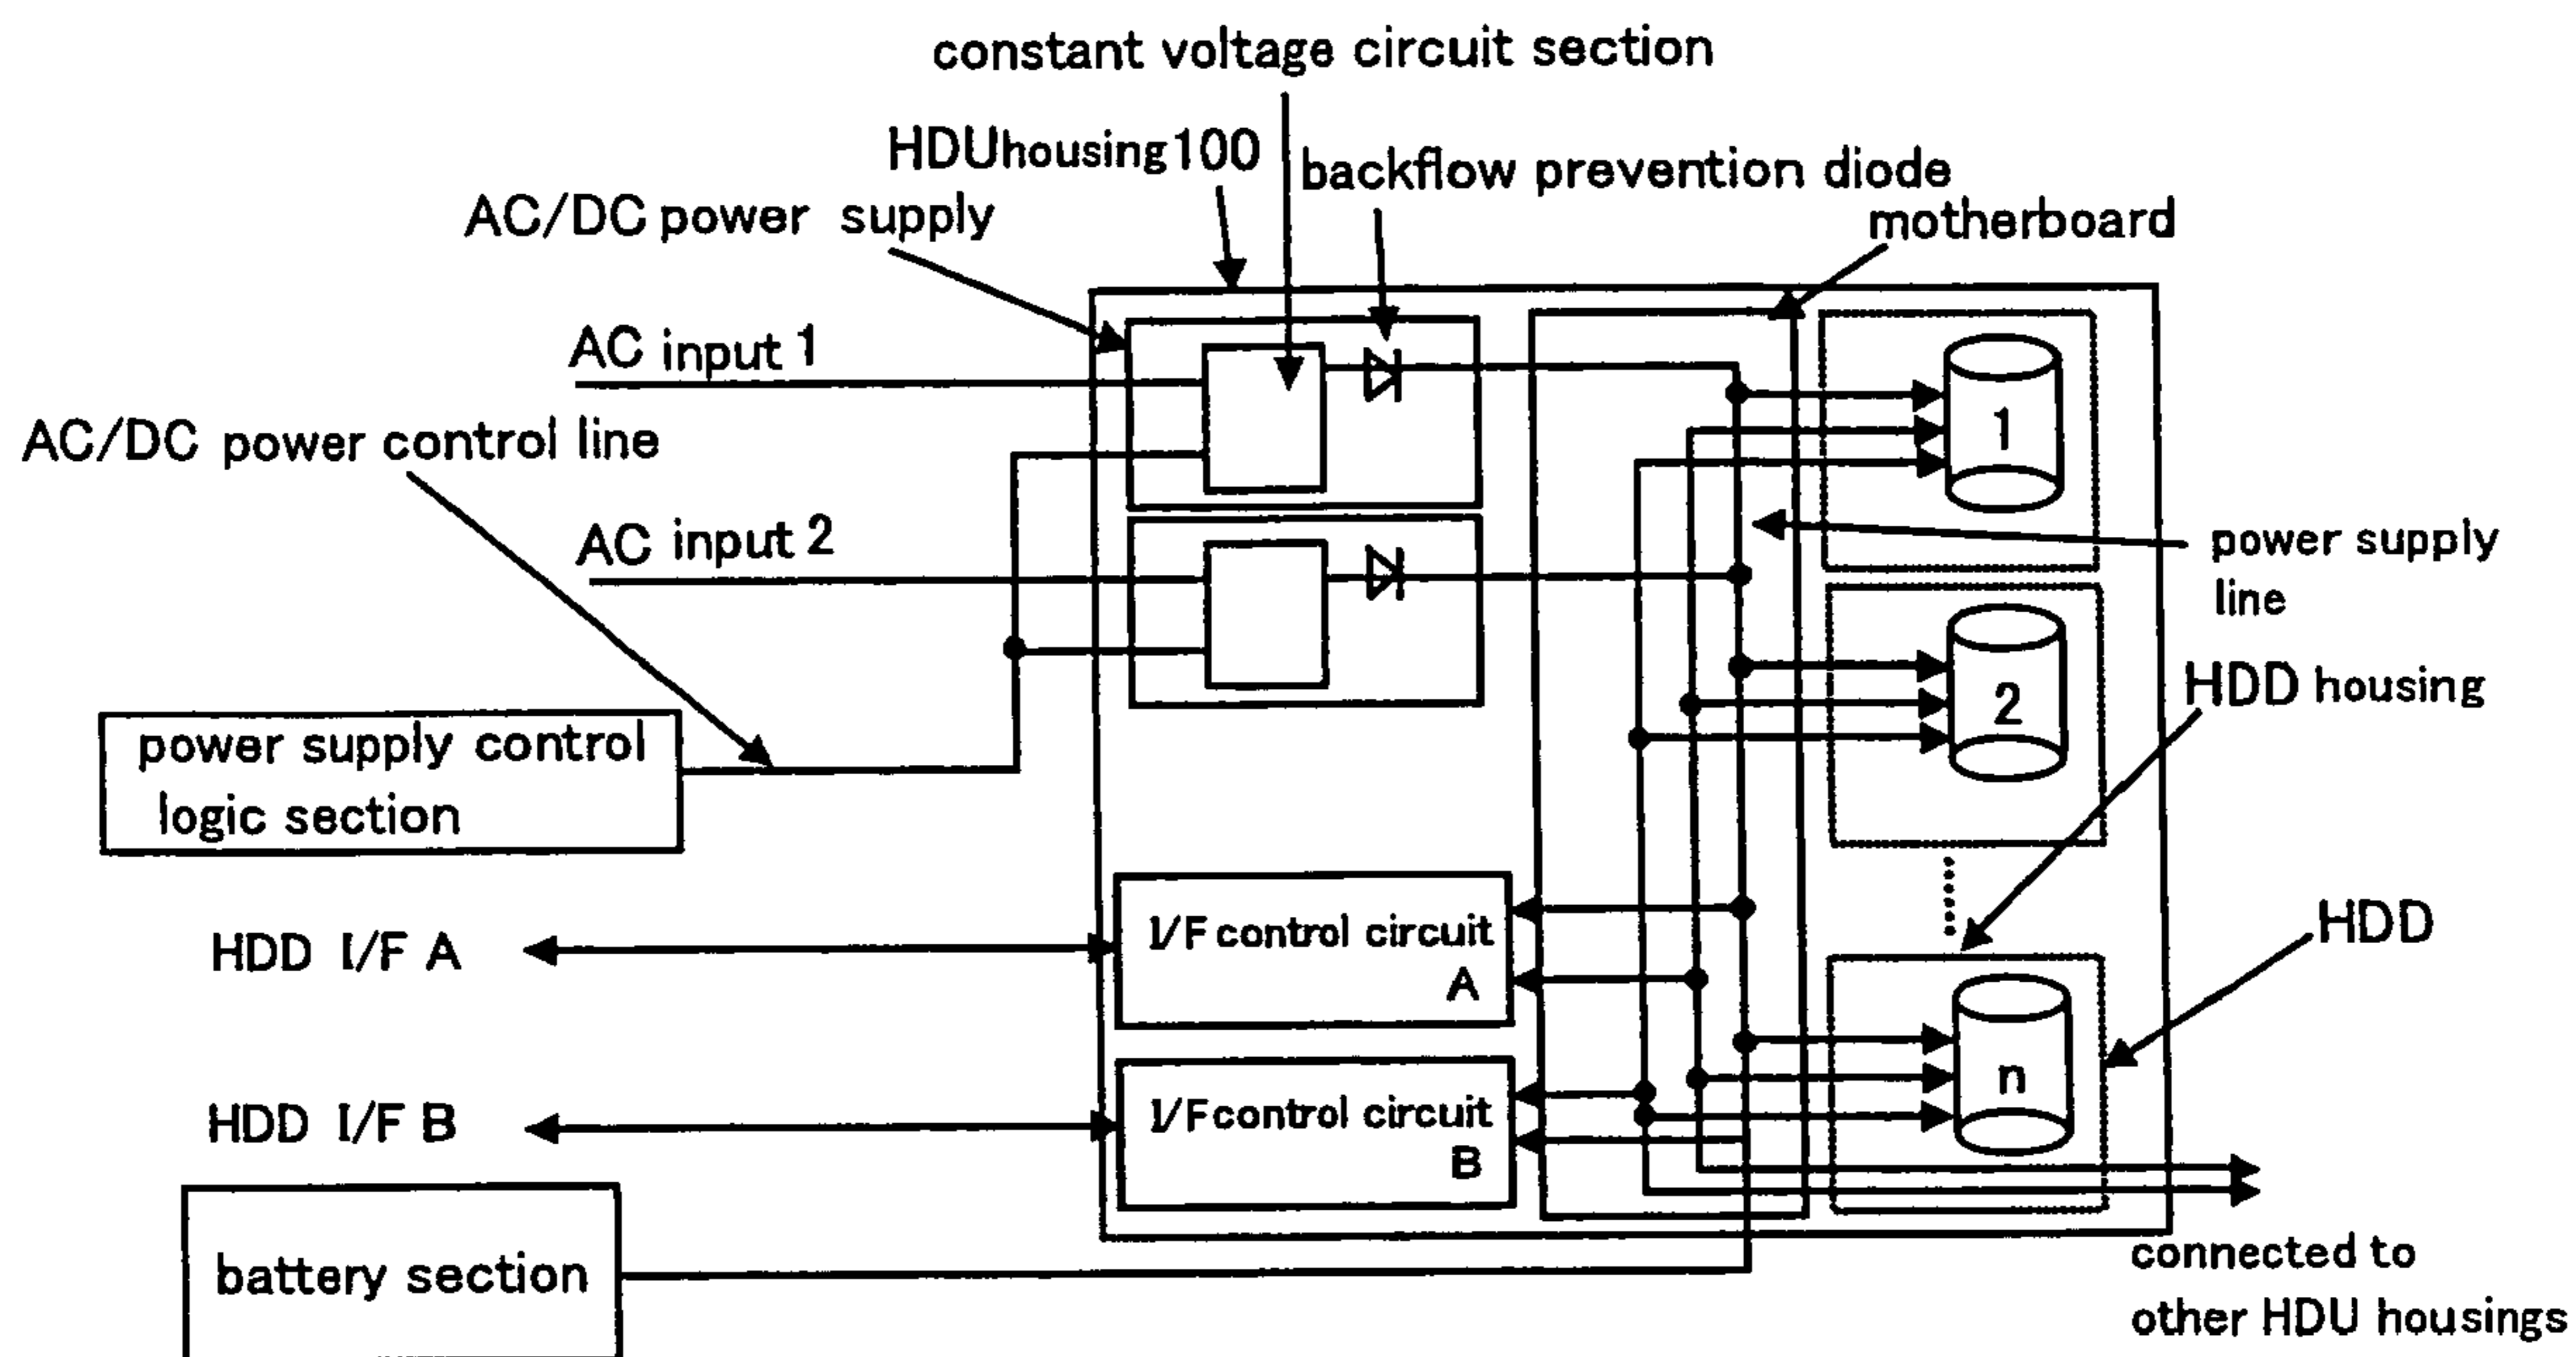 constant voltage circuit section
HDUhousing100
backflow prevention diode
AC/DC power supply
motherboard
AC input 1
1
AC/DC power control line
AC input 2
power supply
line
2
HDD housing
power supply control
logic section
HDD
I/F control circuit
A
HDD I/F A
n
I/F control circuit
B
HDD I/F B
battery section
connected to
other HDU housings